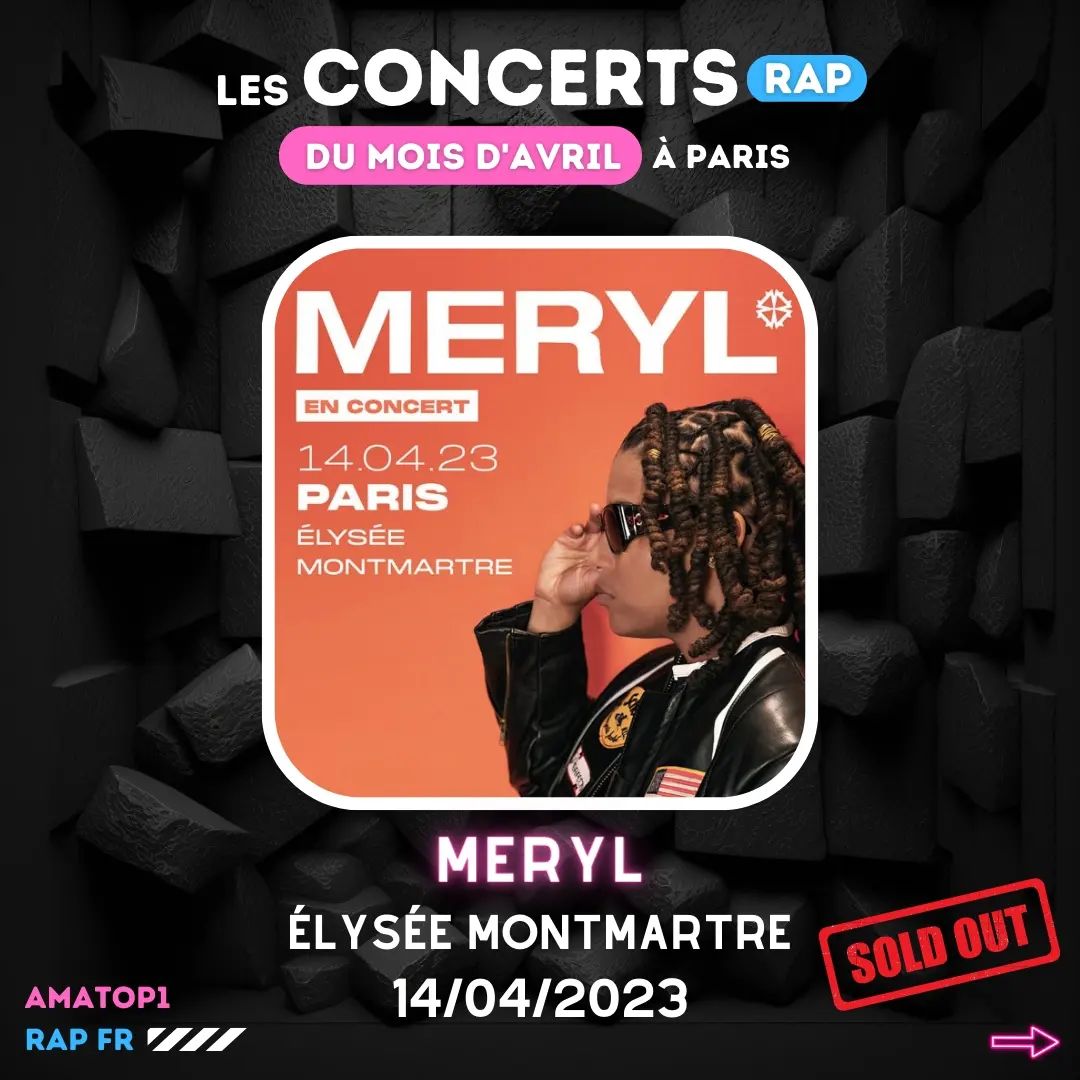 LES CONCERTS RAP
DU MOIS D'AVRIL À PARIS
MERYL
EN CONCERT
14.04.23
PARIS
ÉLYSÉE
MONTMARTRE
MERYL
ÉLYSÉE MONTMARTRE
14/04/2023
SOLD OUT
AMATOP1
RAP FR